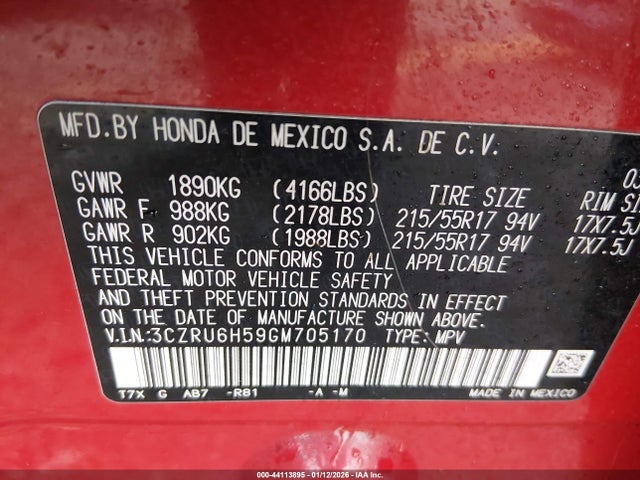 MFD. BY HONDA DE MEXICO S.A. DE C.V.
03
GVWR 1890KG (4166LBS) TIRE SIZE RIM SI
GAWR F 988KG (2178LBS) 215/55R17 94V 17X7.5J
GAWR R 902KG (1988LBS) 215/55R17 94V 17X7.5J
THIS VEHICLE CONFORMS TO ALL APPLICABLE
FEDERAL MOTOR VEHICLE SAFETY
AND THEFT PREVENTION STANDARDS IN EFFECT
ON THE DATE OF MANUFACTURE SHOWN ABOVE.
V.I.N.:3CZRU6H59GM705170 TYPE: MPV
T7X G AB7 -R81 -A -M MADE IN MEXICO
000-44113895 - 01/12/2026 - IAA Inc.